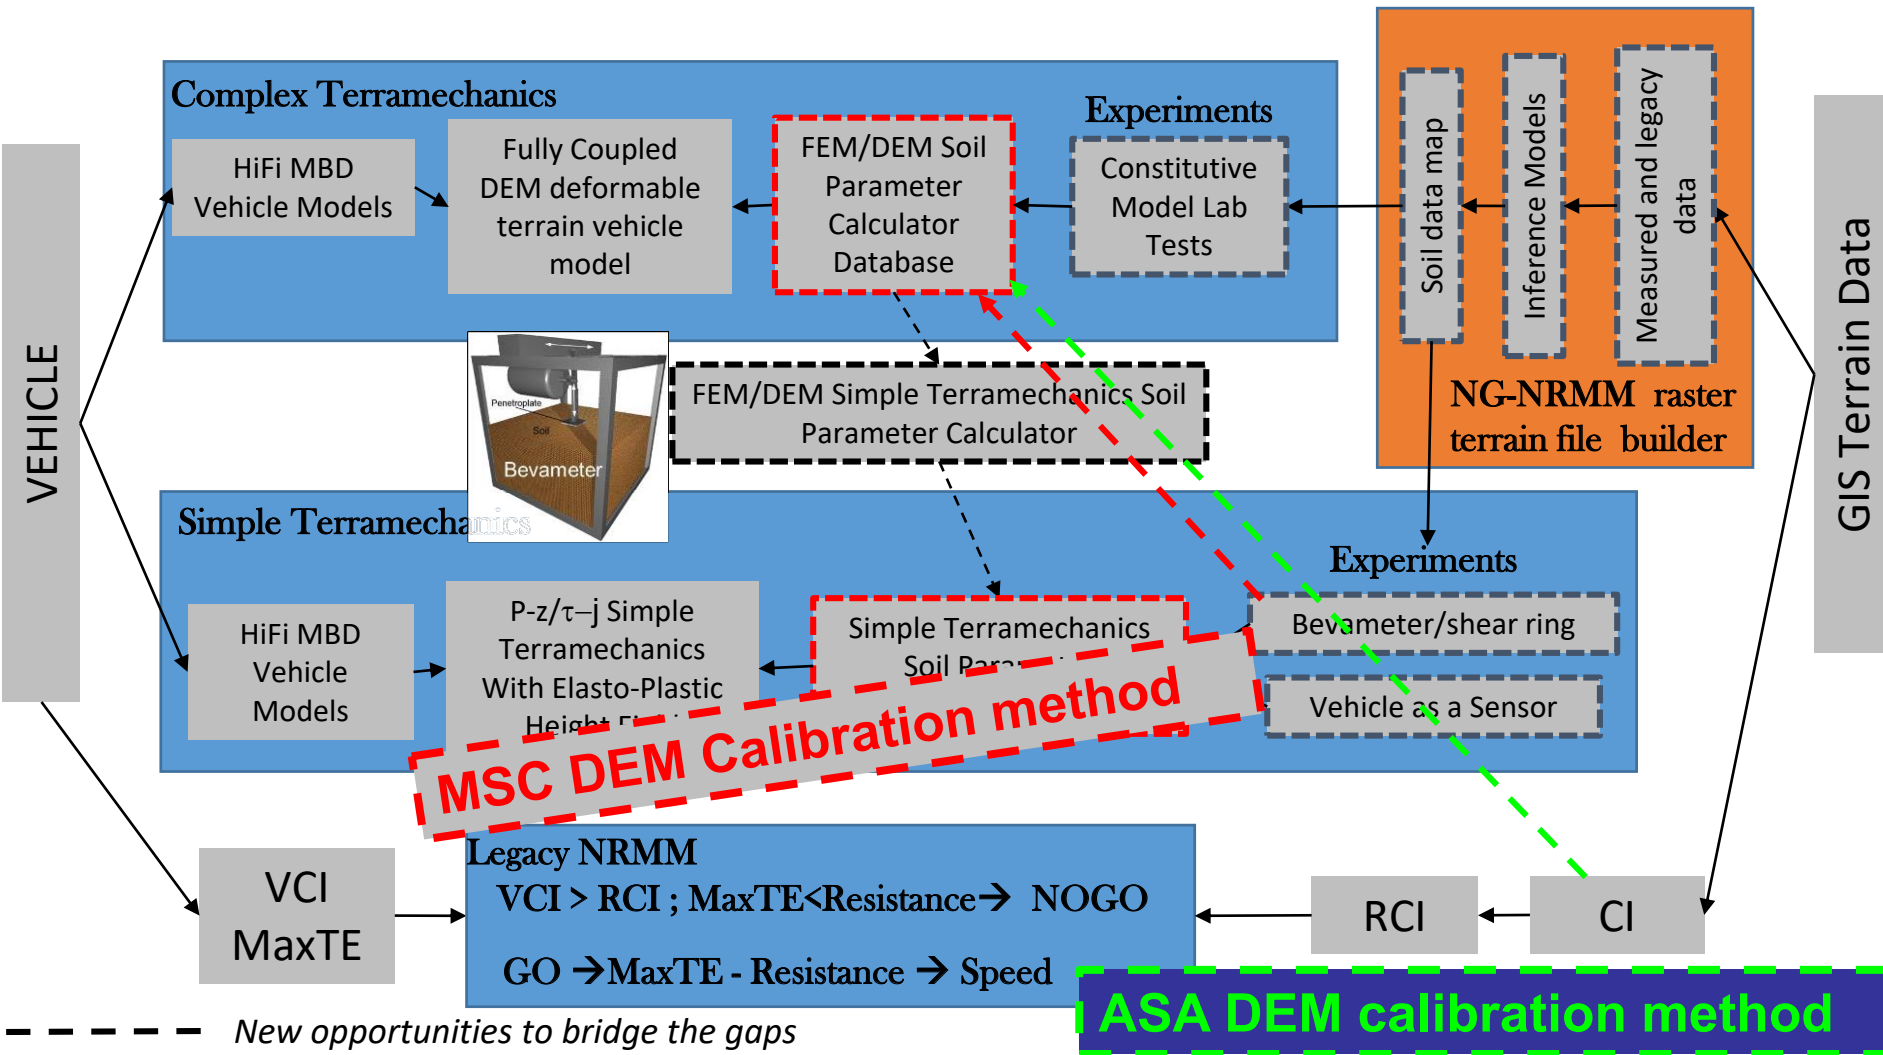 Complex Terramechanics
HiFi MBD
Vehicle Models
Fully Coupled
DEM deformable
terrain vehicle
model
FEM/DEM Soil
Parameter
Calculator
Database
Experiments
Constitutive
Model Lab
Tests
Soil data map
Inference Models
Measured and legacy
data
NG-NRMM raster
terrain file builder
VEHICLE
GIS Terrain Data
Penetroplate
Soil
Bevameter
FEM/DEM Simple Terramechanics Soil
Parameter Calculator
Simple Terramechanics
HiFi MBD
Vehicle
Models
P-z/τ–j Simple
Terramechanics
With Elasto-Plastic
Height
Simple Terramechanics
Soil
Experiments
Bevameter/shear ring
Vehicle as a Sensor
MSC DEM Calibration method
VCI
MaxTE
Legacy NRMM
VCI > RCI ; MaxTE<Resistance→ NOGO
GO →MaxTE - Resistance → Speed
RCI
CI
ASA DEM calibration method
New opportunities to bridge the gaps